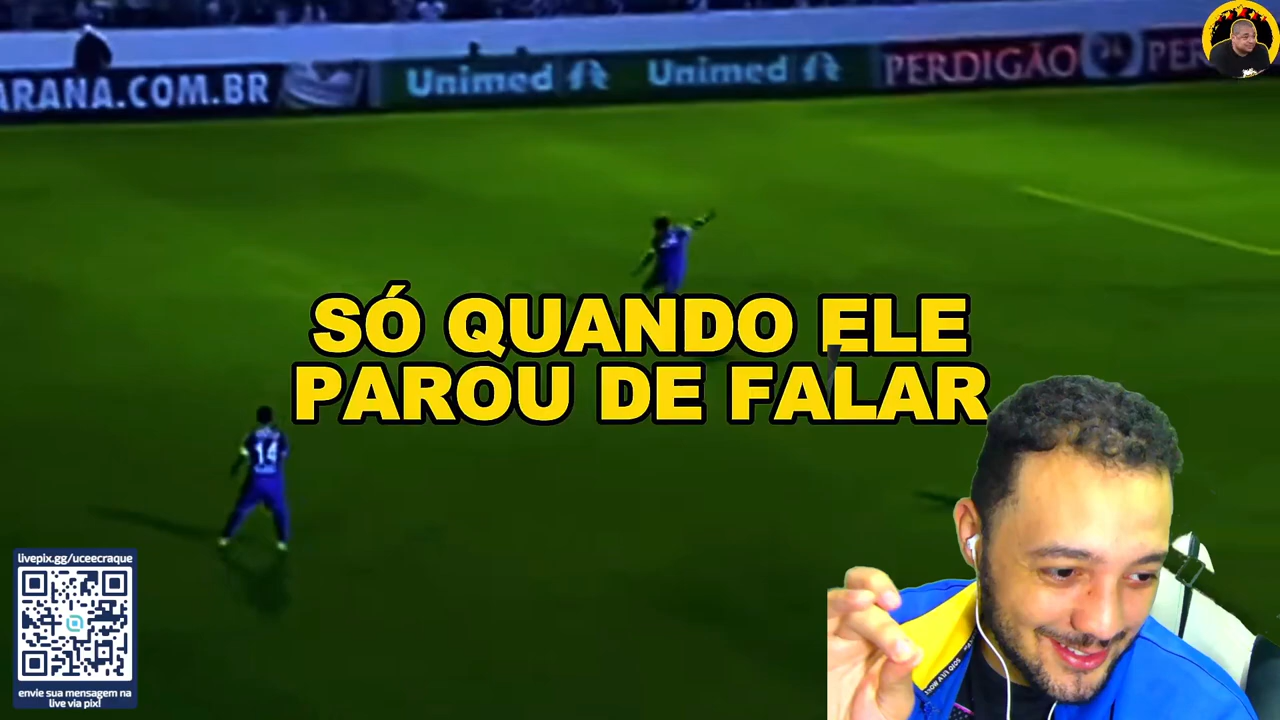 ARANA.COM.BR
Unimed Unimed
PERDIGÃO PER
SÓ QUANDO ELE
PAROU DE FALAR
14
livepix.gg/uceecraque
envie sua mensagem na
live via pix!